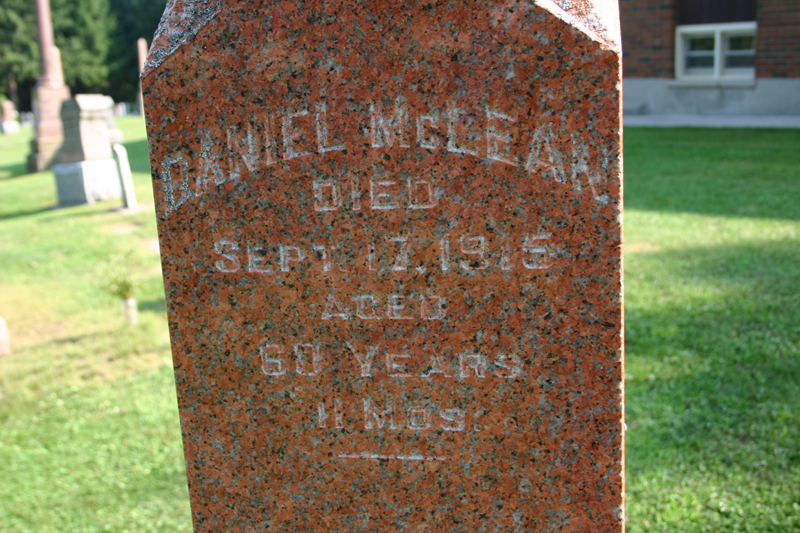 DANIEL McLEAN
DIED
SEPT. 17, 1915
AGED
60 YEARS
11 MOS.